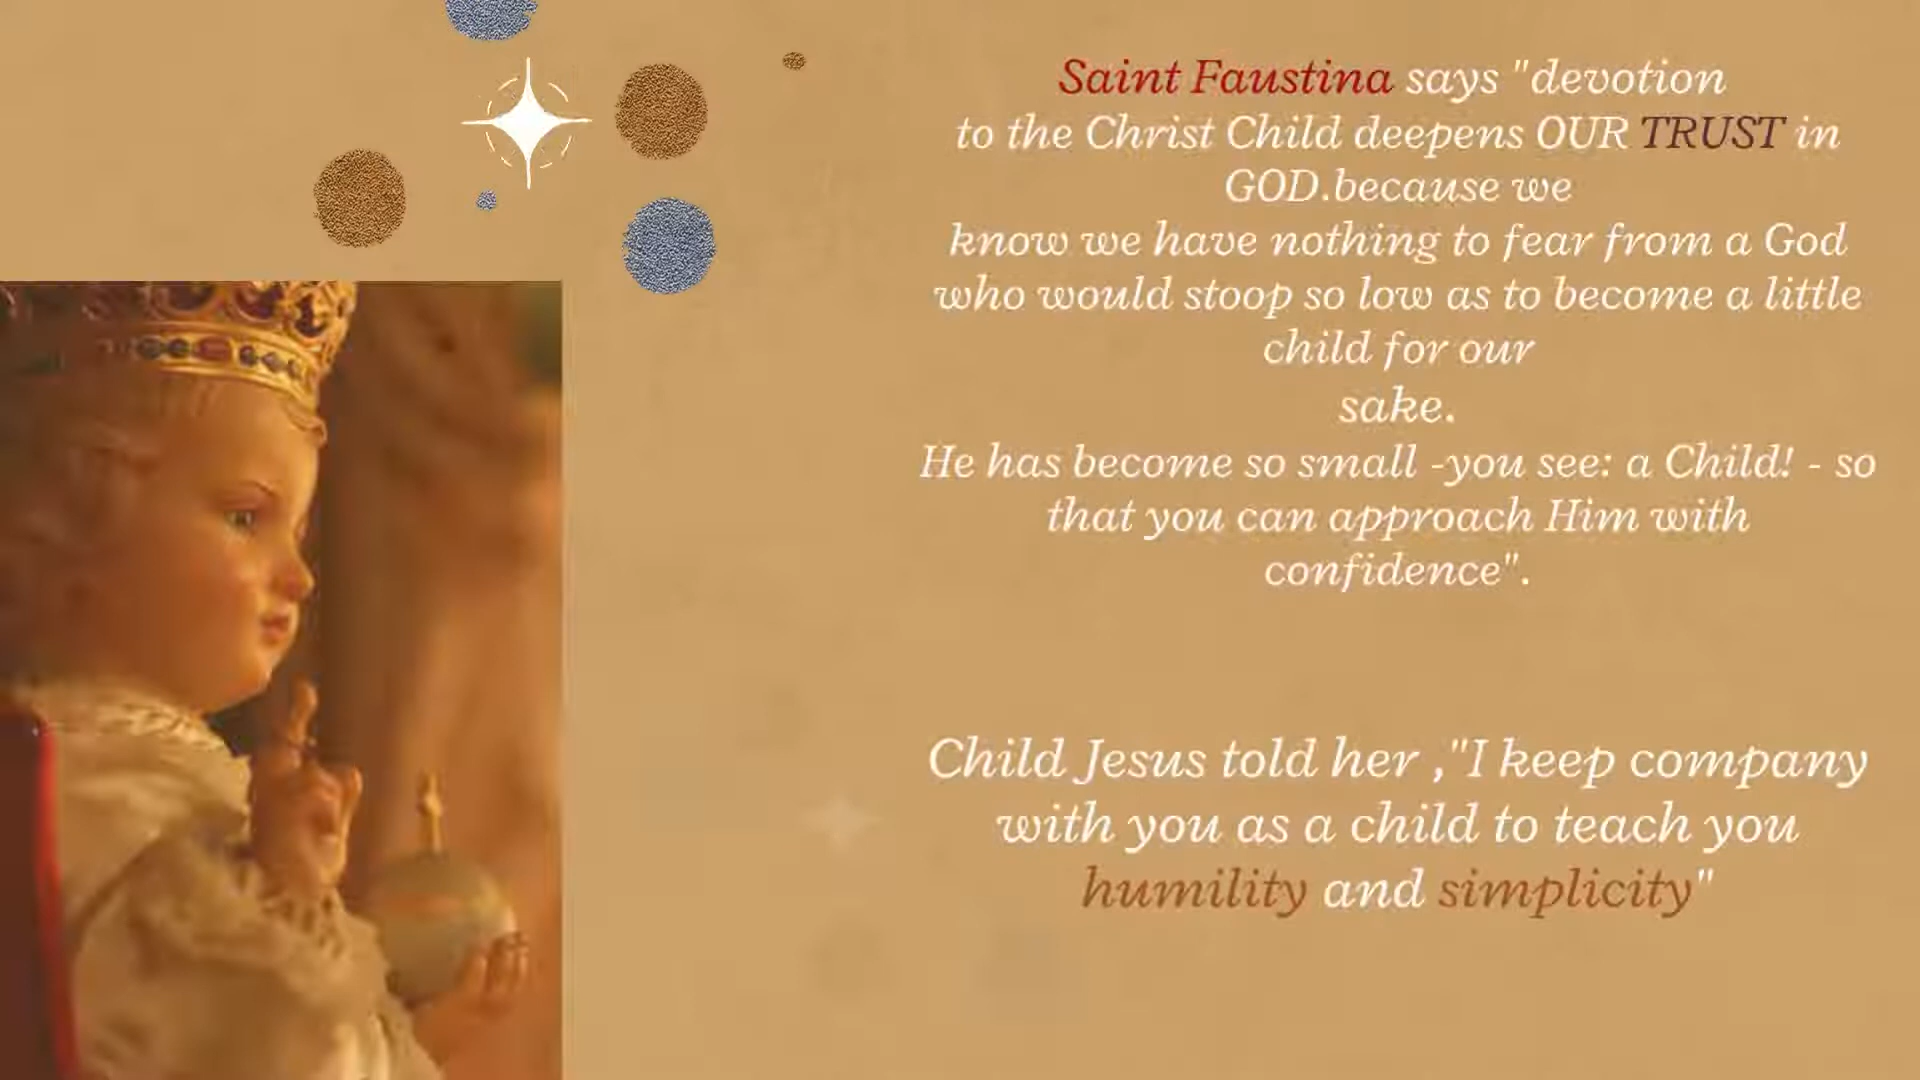 Saint Faustina says "devotion
to the Christ Child deepens OUR TRUST in
GOD.because we
know we have nothing to fear from a God
who would stoop so low as to become a little
child for our
sake.
He has become so small -you see: a Child! - so
that you can approach Him with
confidence".
Child Jesus told her ,"I keep company
with you as a child to teach you
humility and simplicity"